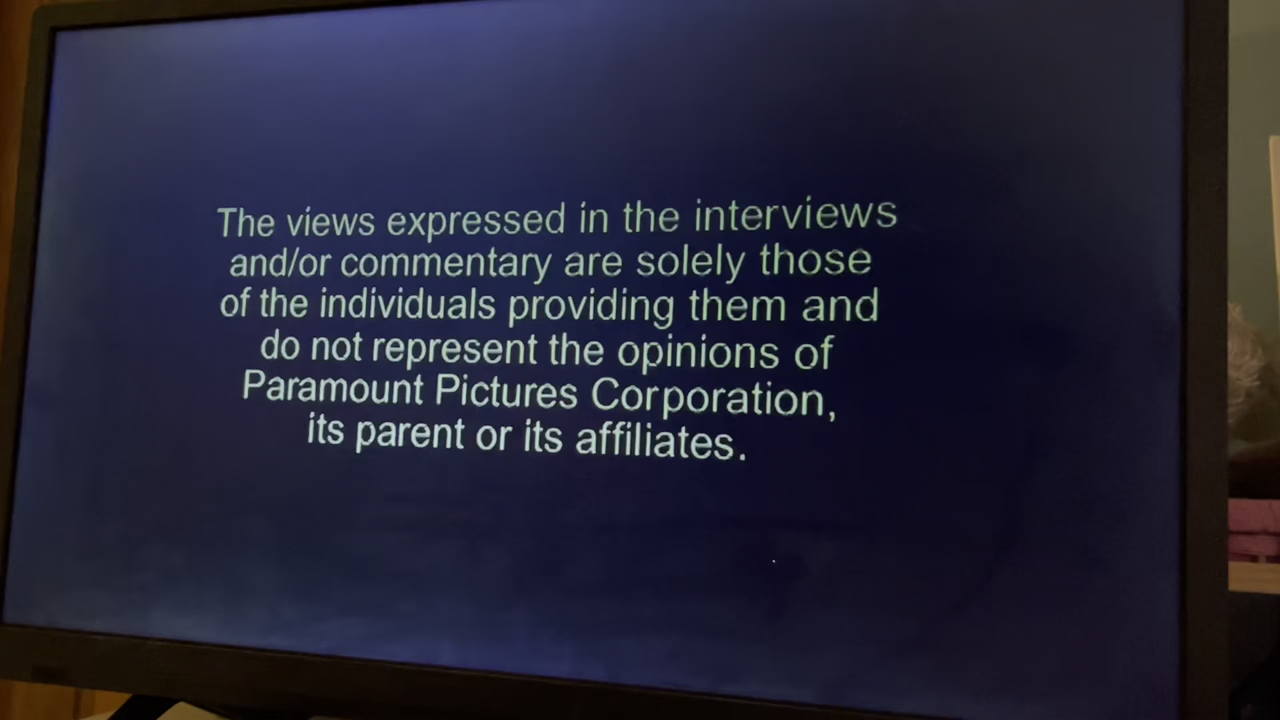 The views expressed in the interviews
and/or commentary are solely those
of the individuals providing them and
do not represent the opinions of
Paramount Pictures Corporation,
its parent or its affiliates.